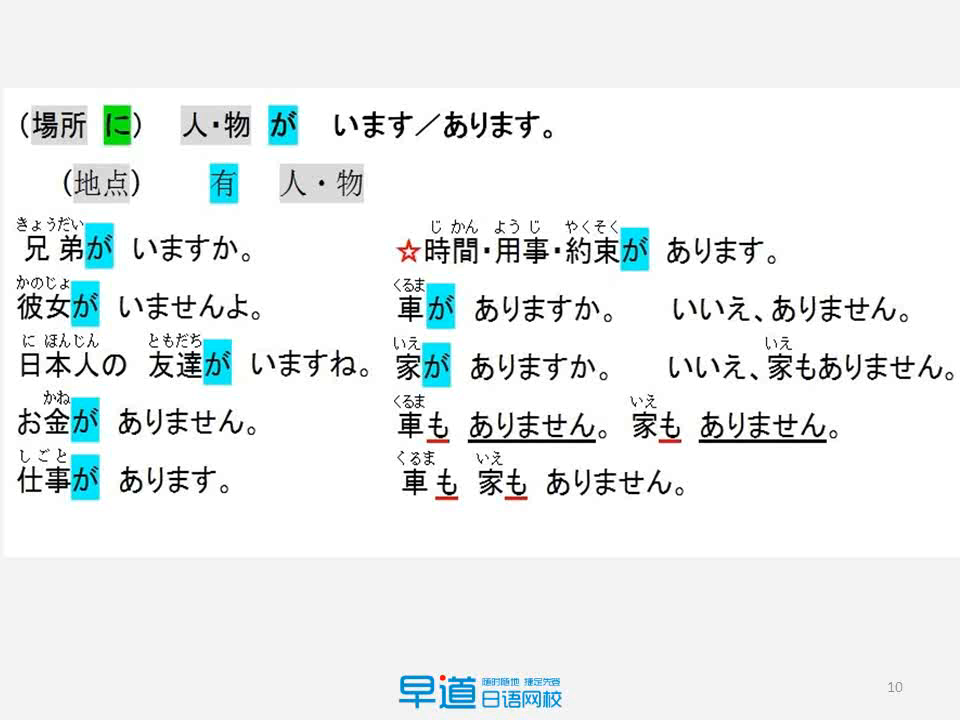 （場所 に） 人・物 が います／あります。
（地点） 有 人・物
きょうだい
兄弟が いますか。
かのじょ
彼女が いませんよ。
に ほんじん ともだち
日本人の 友達が いますね。
かね
お金が ありません。
しごと
仕事が あります。
じ かん よう じ やくそく
☆時間・用事・約束が あります。
くるま
車が ありますか。 いいえ、ありません。
いえ いえ
家が ありますか。 いいえ、家もありません。
くるま いえ
車も ありません。 家も ありません。
くるま いえ
車も 家も ありません。
早道 随时随地 搞定先登
日语网校
10